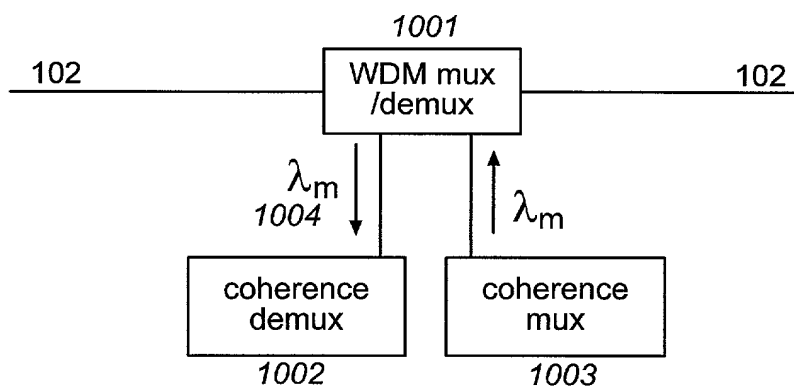 1001
102
WDM mux
/demux
102
λm
1004
λm
coherence
demux
coherence
mux
1002
1003